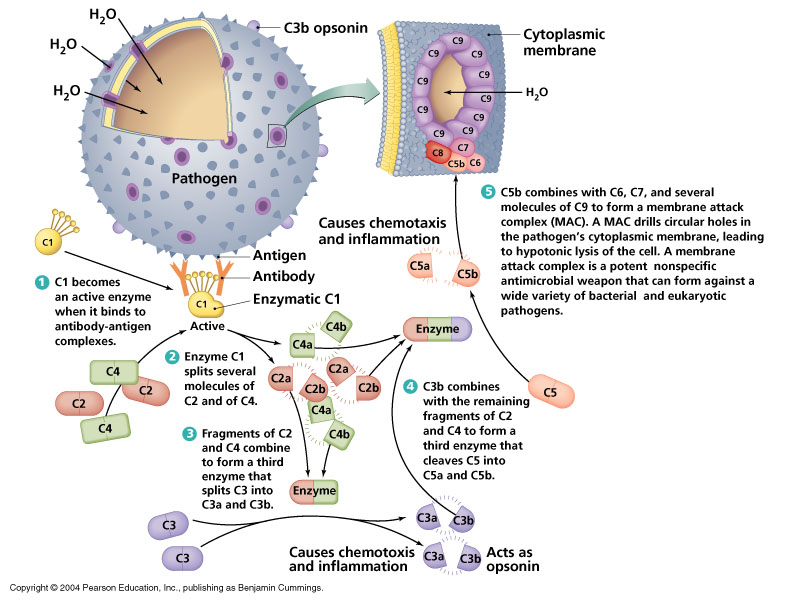 H₂O
H₂O
H₂O
C3b opsonin
Pathogen
C9
C9
C9
C9
C9
C9
C9
C9
C9
C9
C8
C7
C5b
C6
Cytoplasmic
membrane
H₂O
Antigen
Antibody
Enzymatic C1
C1
C1
Active
1 C1 becomes
an active enzyme
when it binds to
antibody-antigen
complexes.
C4
C2
C2
C4
2 Enzyme C1
splits several
molecules of
C2 and of C4.
C4b
C4a
C2a
C2b
C2a
C2b
C4a
C4b
Enzyme
3 Fragments of C2
and C4 combine
to form a third
enzyme that
splits C3 into
C3a and C3b.
Enzyme
4 C3b combines
with the remaining
fragments of C2
and C4 to form a
third enzyme that
cleaves C5 into
C5a and C5b.
C5
Causes chemotaxis
and inflammation
C5a
C5b
5 C5b combines with C6, C7, and several
molecules of C9 to form a membrane attack
complex (MAC). A MAC drills circular holes in
the pathogen's cytoplasmic membrane, leading
to hypotonic lysis of the cell. A membrane
attack complex is a potent nonspecific
antimicrobial weapon that can form against a
wide variety of bacterial and eukaryotic
pathogens.
C3
C3
C3a
C3b
C3a
C3b
Causes chemotoxis
and inflammation
Acts as
opsonin
Copyright © 2004 Pearson Education, Inc., publishing as Benjamin Cummings.